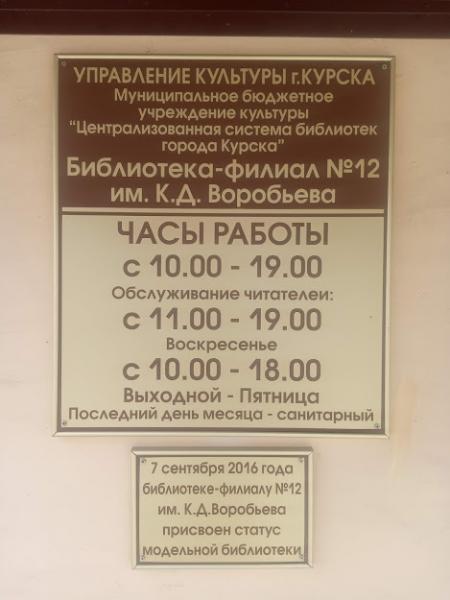 УПРАВЛЕНИЕ КУЛЬТУРЫ г.КУРСКА
Муниципальное бюджетное
учреждение культуры
"Централизованная система библиотек
города Курска"
Библиотека-филиал №12
им. К.Д. Воробьева
ЧАСЫ РАБОТЫ
с 10.00 - 19.00
Обслуживание читателей:
с 11.00 - 19.00
Воскресенье
с 10.00 - 18.00
Выходной - Пятница
Последний день месяца - санитарный
7 сентября 2016 года
библиотеке-филиалу №12
им. К.Д.Воробьева
присвоен статус
модельной библиотеки